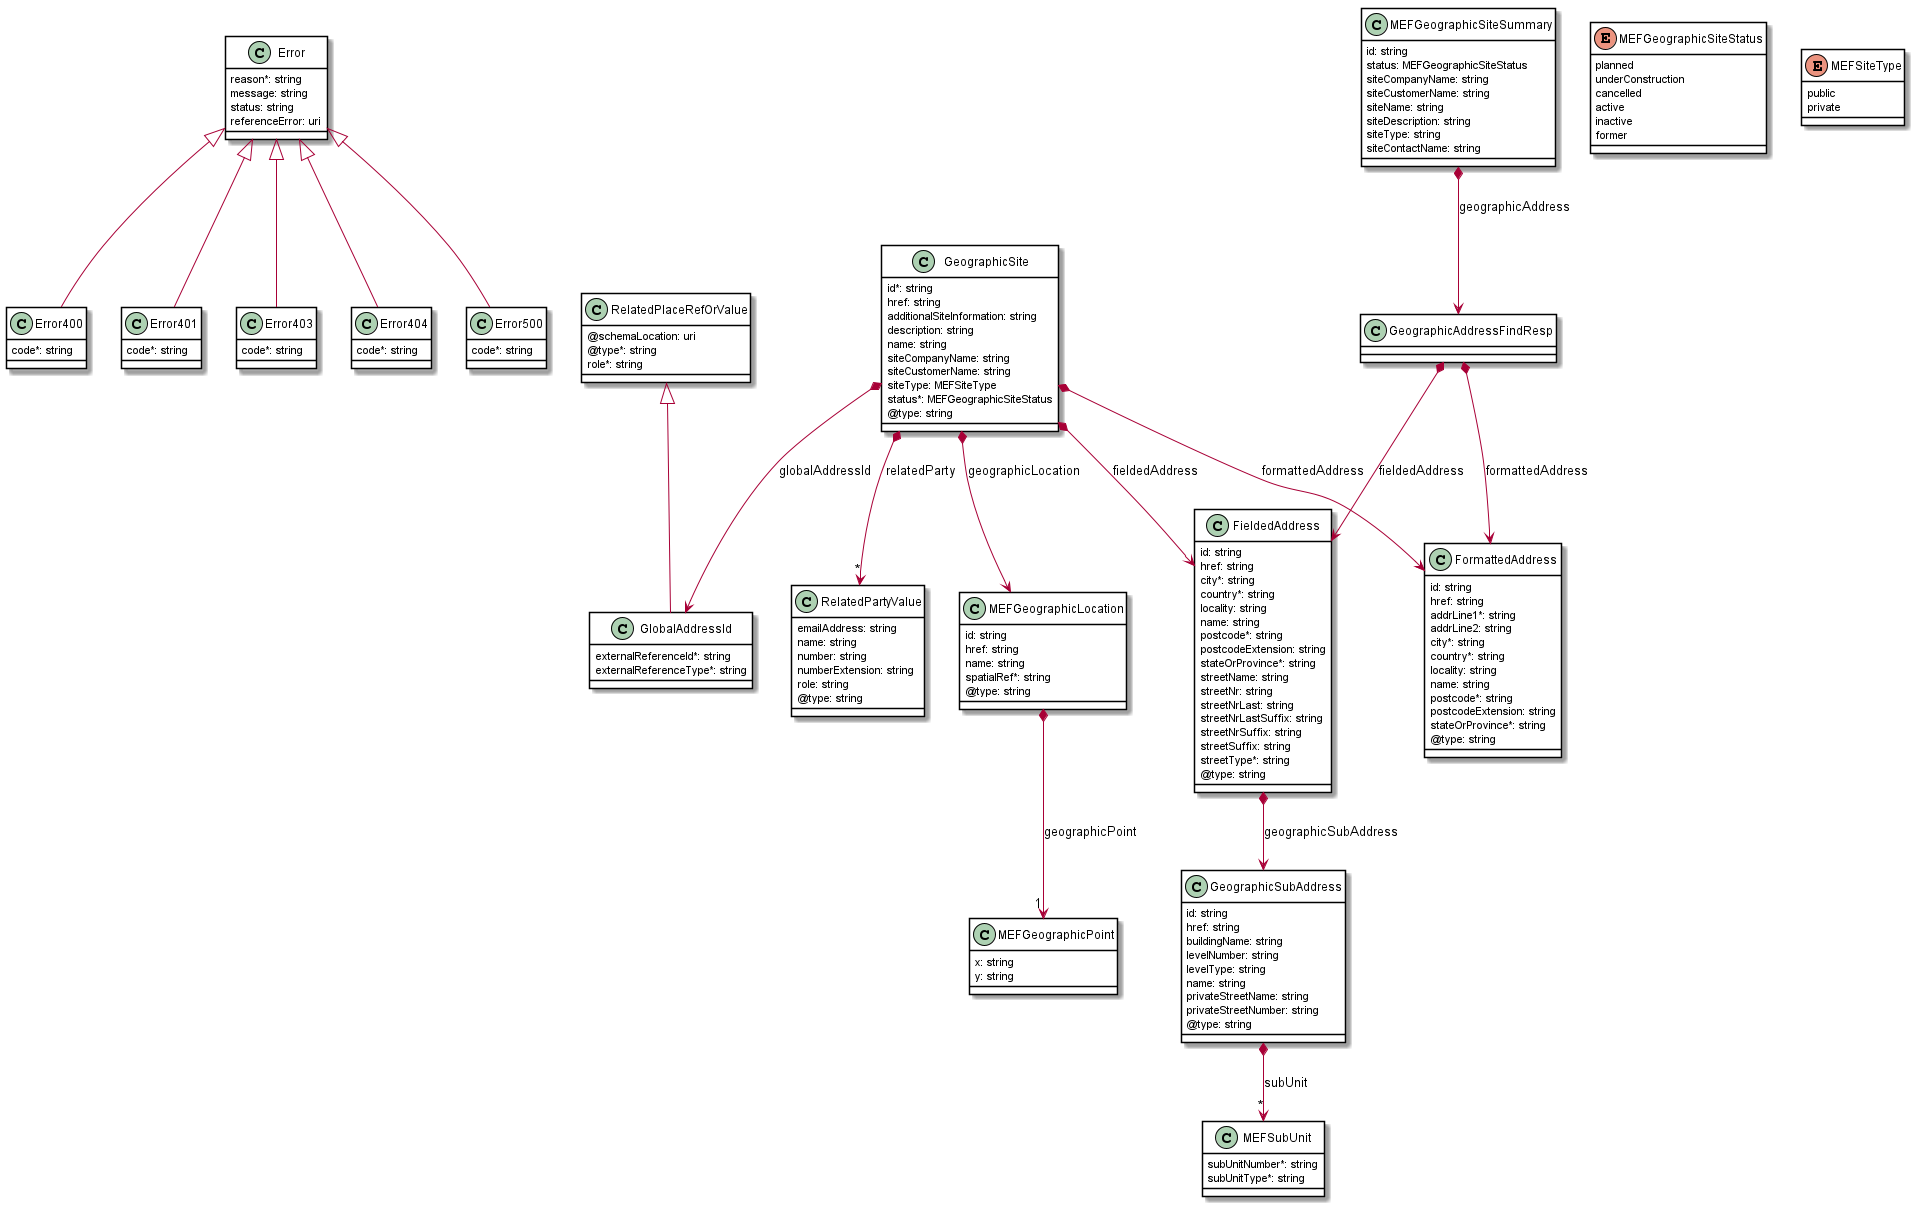 C Error
reason*: string
message: string
status: string
referenceError: uri
C Error400
code*: string
C Error401
code*: string
C Error403
code*: string
C Error404
code*: string
C Error500
code*: string
C RelatedPlaceRefOrValue
@schemaLocation: uri
@type*: string
role*: string
C GeographicSite
id*: string
href: string
additionalSiteInformation: string
description: string
name: string
siteCompanyName: string
siteCustomerName: string
siteType: MEFSiteType
status*: MEFGeographicSiteStatus
@type: string
C MEFGeographicSiteSummary
id: string
status: MEFGeographicSiteStatus
siteCompanyName: string
siteCustomerName: string
siteName: string
siteDescription: string
siteType: string
siteContactName: string
E MEFGeographicSiteStatus
planned
underConstruction
cancelled
active
inactive
former
E MEFSiteType
public
private
geographicAddress
C GeographicAddressFindResp
globalAddressId
relatedParty
geographicLocation
fieldedAddress
formattedAddress
fieldedAddress
formattedAddress
*
C GlobalAddressId
externalReferenceId*: string
externalReferenceType*: string
C RelatedPartyValue
emailAddress: string
name: string
number: string
numberExtension: string
role: string
@type: string
C MEFGeographicLocation
id: string
href: string
name: string
spatialRef*: string
@type: string
C FieldedAddress
id: string
href: string
city*: string
country*: string
locality: string
name: string
postcode*: string
postcodeExtension: string
stateOrProvince*: string
streetName: string
streetNr: string
streetNrLast: string
streetNrLastSuffix: string
streetNrSuffix: string
streetSuffix: string
streetType*: string
@type: string
C FormattedAddress
id: string
href: string
addrLine1*: string
addrLine2: string
city*: string
country*: string
locality: string
name: string
postcode*: string
postcodeExtension: string
stateOrProvince*: string
@type: string
geographicPoint
1
geographicSubAddress
C MEFGeographicPoint
x: string
y: string
C GeographicSubAddress
id: string
href: string
buildingName: string
levelNumber: string
levelType: string
name: string
privateStreetName: string
privateStreetNumber: string
@type: string
subUnit
*
C MEFSubUnit
subUnitNumber*: string
subUnitType*: string